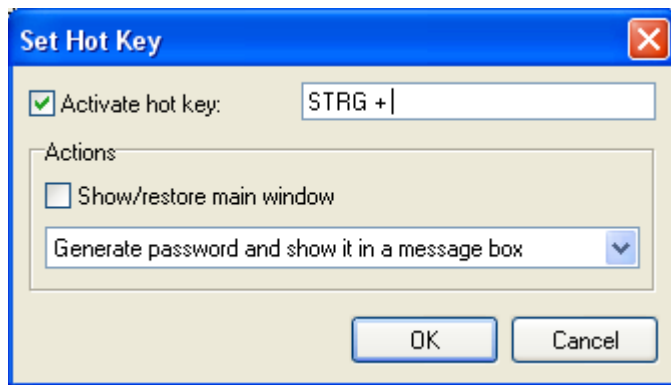 Set Hot Key
Activate hot key: STRG +
Actions
Show/restore main window
Generate password and show it in a message box
OK Cancel